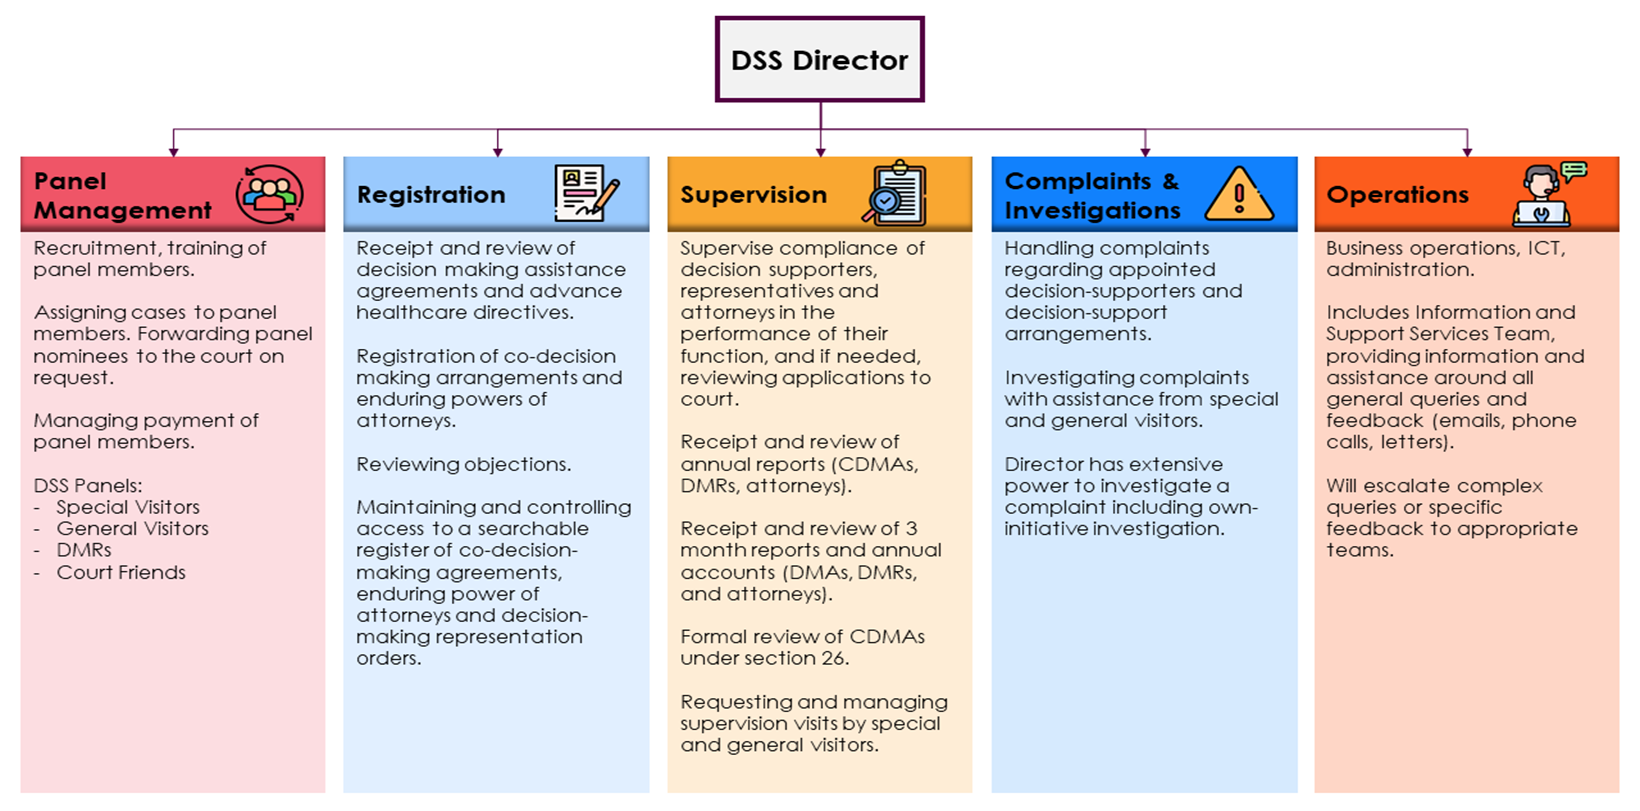 DSS Director
Panel
Management
Recruitment, training of
panel members.
Assigning cases to panel
members. Forwarding panel
nominees to the court on
request.
Managing payment of
panel members.
DSS Panels:
- Special Visitors
- General Visitors
- DMRs
- Court Friends
Registration
Receipt and review of
decision making assistance
agreements and advance
healthcare directives.
Registration of co-decision
making arrangements and
enduring powers of
attorneys.
Reviewing objections.
Maintaining and controlling
access to a searchable
register of co-decision-
making agreements,
enduring power of
attorneys and decision-
making representation
orders.
Supervision
Supervise compliance of
decision supporters,
representatives and
attorneys in the
performance of their
function, and if needed,
reviewing applications to
court.
Receipt and review of
annual reports (CDMAs,
DMRs, attorneys).
Receipt and review of 3
month reports and annual
accounts (DMAs, DMRs,
and attorneys).
Formal review of CDMAs
under section 26.
Requesting and managing
supervision visits by special
and general visitors.
Complaints &
Investigations
Handling complaints
regarding appointed
decision-supporters and
decision-support
arrangements.
Investigating complaints
with assistance from special
and general visitors.
Director has extensive
power to investigate a
complaint including own-
initiative investigation.
Operations
Business operations, ICT,
administration.
Includes Information and
Support Services Team,
providing information and
assistance around all
general queries and
feedback (emails, phone
calls, letters).
Will escalate complex
queries or specific
feedback to appropriate
teams.